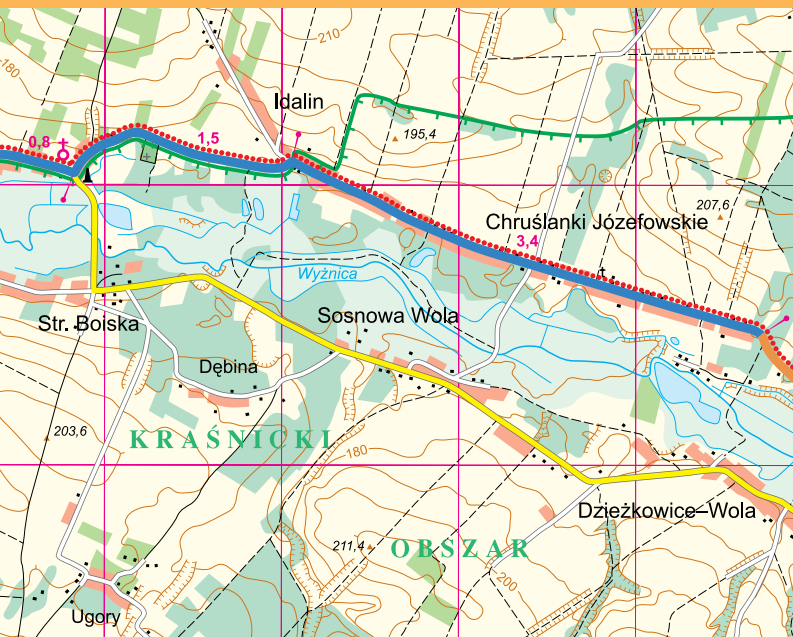 210
180
Idalin
0,8
1,5
195,4
207,6
Chruślanki Józefowskie
3,4
Wyżnica
Str. Boiska
Sosnowa Wola
Dębina
203,6
KRAŚNICKI
180
Dzieżkowice–Wola
211,4
OBSZAR
200
Ugory